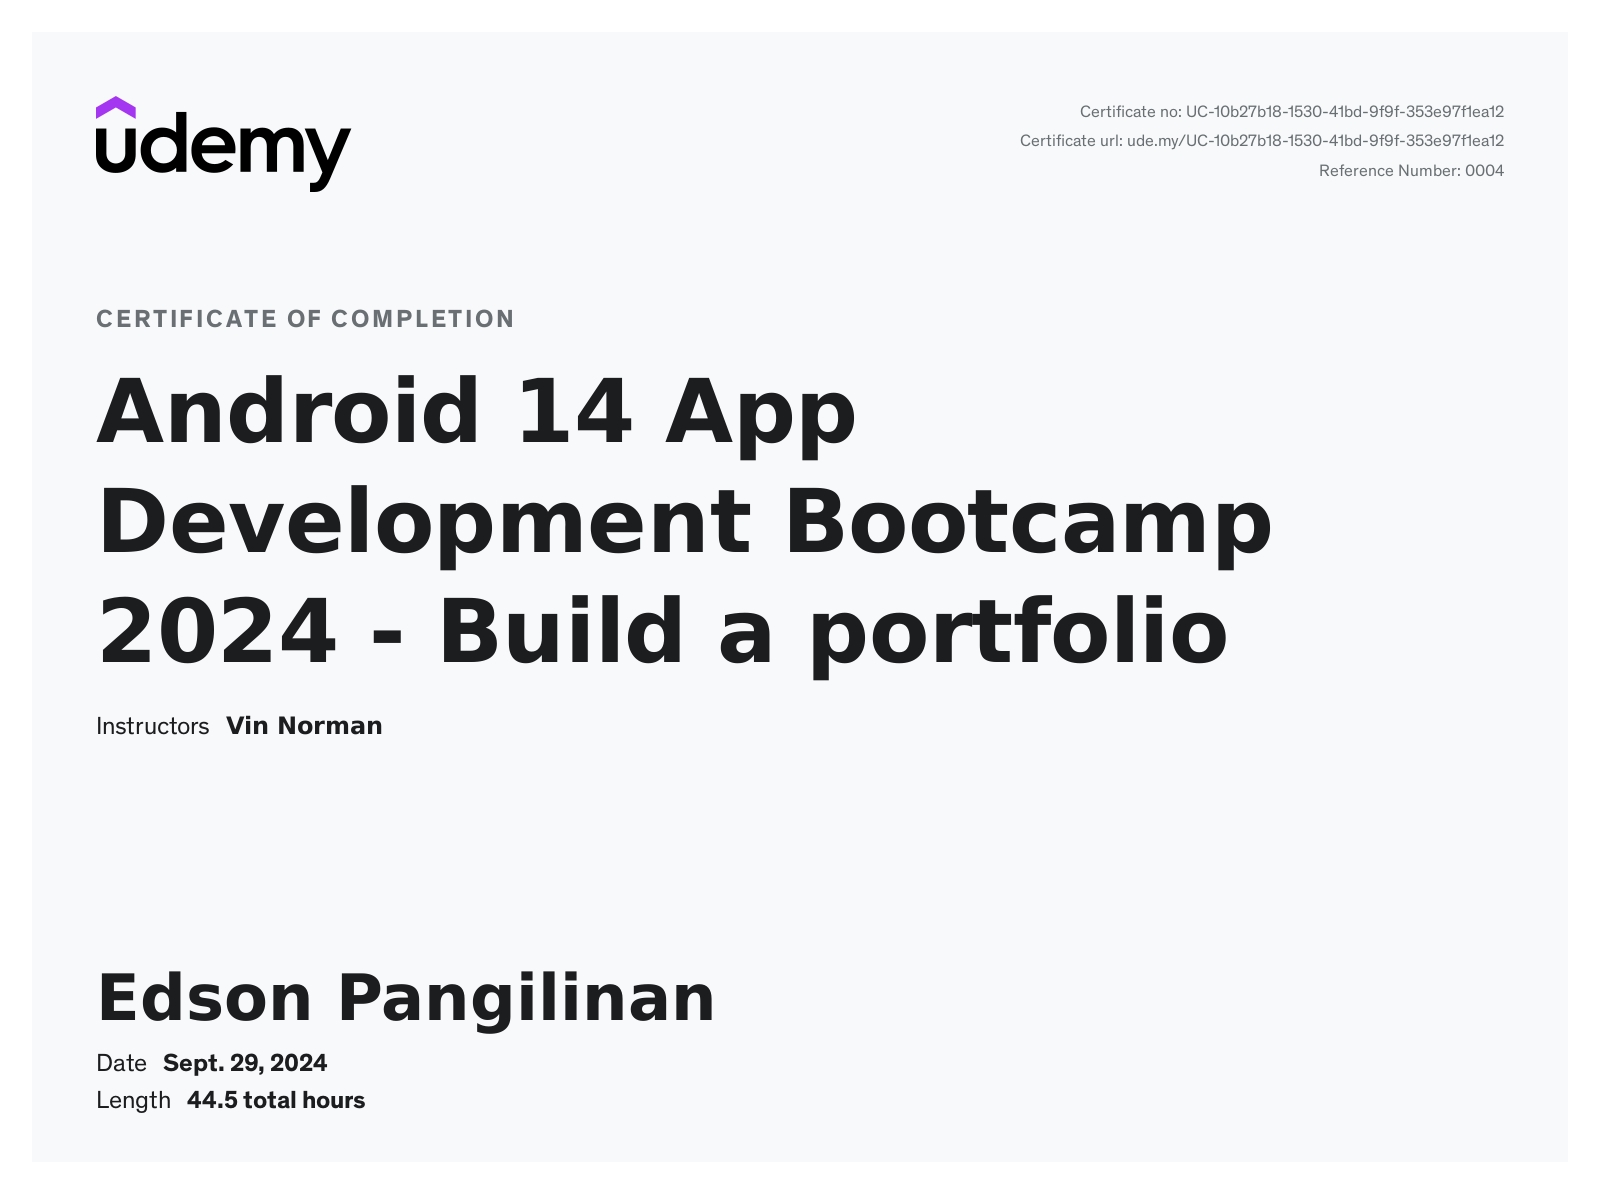 udemy
Certificate no: UC-10b27b18-1530-41bd-9f9f-353e97f1ea12
Certificate url: ude.my/UC-10b27b18-1530-41bd-9f9f-353e97f1ea12
Reference Number: 0004
CERTIFICATE OF COMPLETION
Android 14 App
Development Bootcamp
2024 - Build a portfolio
Instructors Vin Norman
Edson Pangilinan
Date Sept. 29, 2024
Length 44.5 total hours